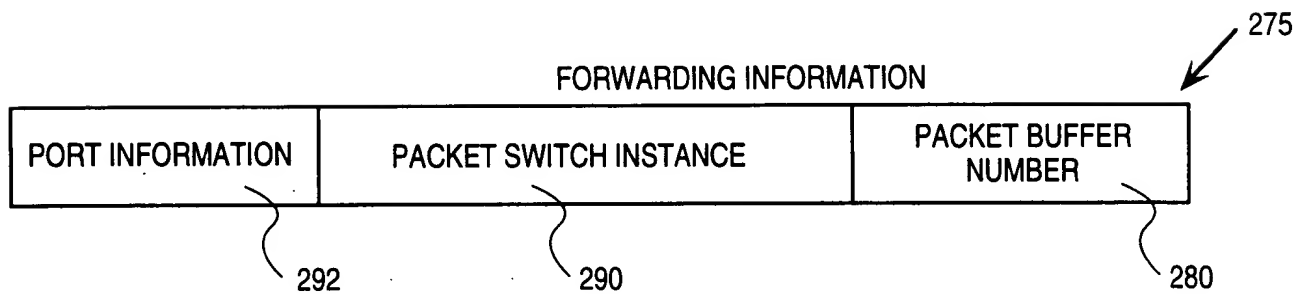 275
FORWARDING INFORMATION
PORT INFORMATION
PACKET SWITCH INSTANCE
PACKET BUFFER
NUMBER
292
290
280